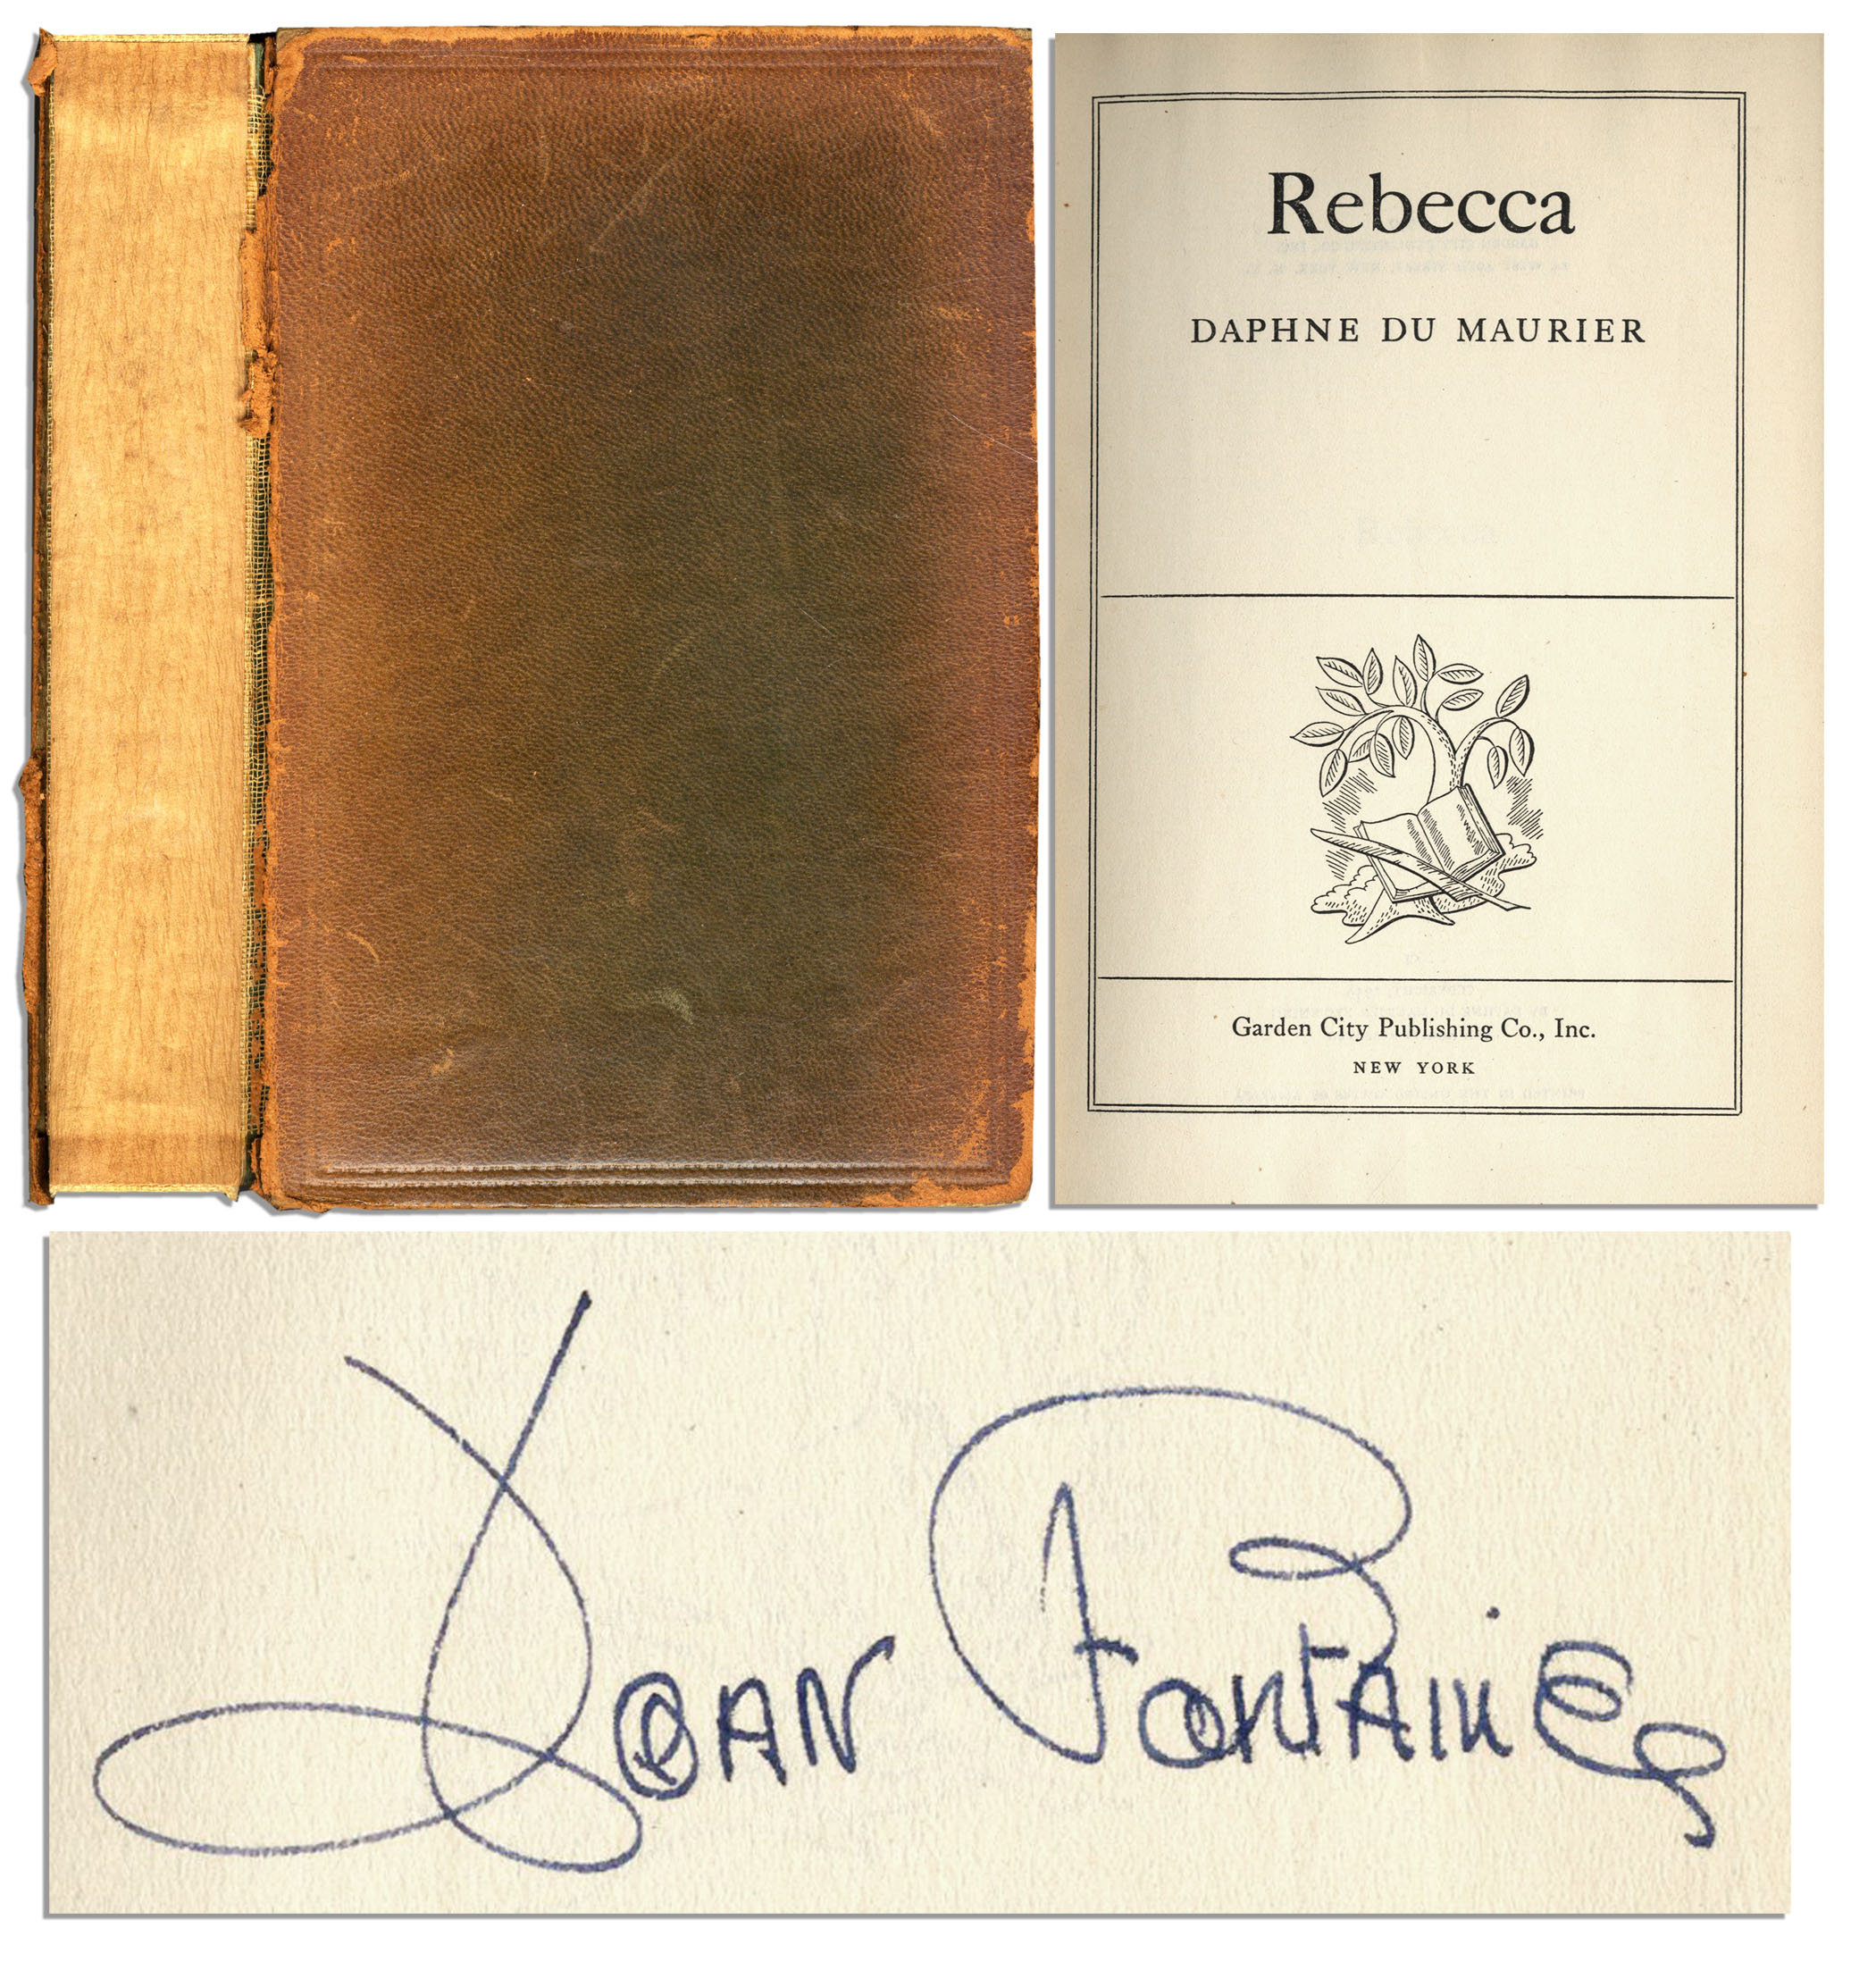 Rebecca
DAPHNE DU MAURIER
Garden City Publishing Co., Inc.
NEW YORK
Joan Fontaine